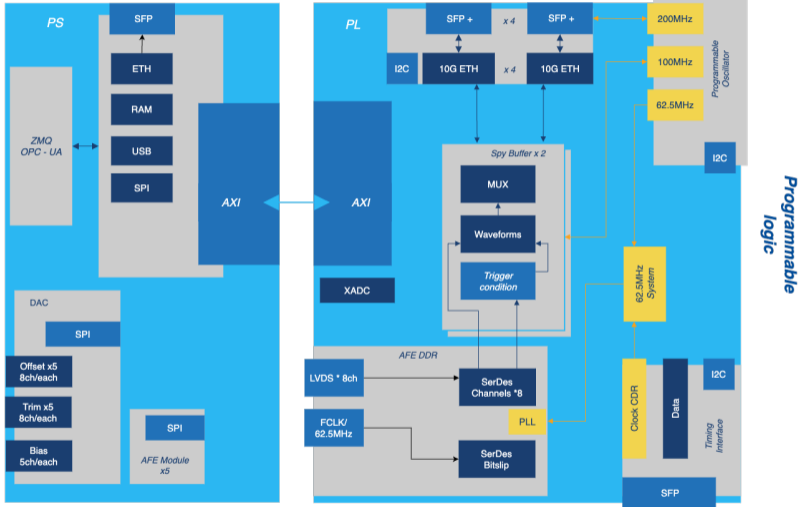 PS
SFP
ETH
RAM
USB
SPI
ZMQ
OPC - UA
AXI
DAC
SPI
Offset x5
8ch/each
Trim x5
8ch/each
Bias
5ch/each
SPI
AFE Module
x5
PL
SFP +
x 4
SFP +
I2C
10G ETH
x 4
10G ETH
AXI
XADC
Spy Buffer x 2
MUX
Waveforms
Trigger
condition
AFE DDR
LVDS * 8ch
FCLK/
62.5MHz
SerDes
Channels *8
PLL
SerDes
Bitslip
200MHz
100MHz
62.5MHz
Programmable
Oscillator
I2C
62.5MHz
System
Clock CDR
Data
I2C
Timing
Interface
SFP
Programmable
logic